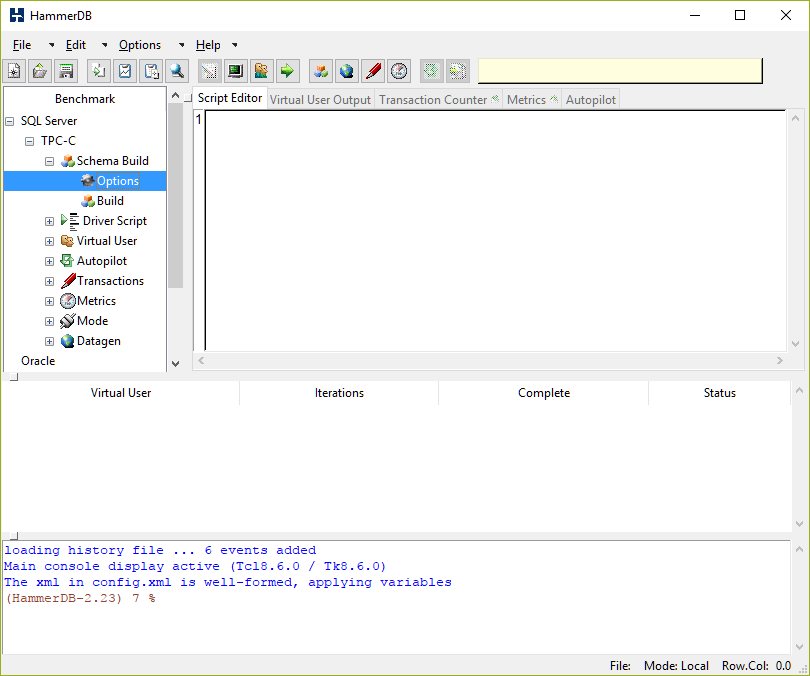 HammerDB
File Edit Options Help
Benchmark
SQL Server
TPC-C
Schema Build
Options
Build
Driver Script
Virtual User
Autopilot
Transactions
Metrics
Mode
Datagen
Oracle
Script Editor Virtual User Output Transaction Counter Metrics Autopilot
1
Virtual User Iterations Complete Status
loading history file ... 6 events added
Main console display active (Tcl8.6.0 / Tk8.6.0)
The xml in config.xml is well-formed, applying variables
(HammerDB-2.23) 7 %
File: Mode: Local Row.Col: 0.0